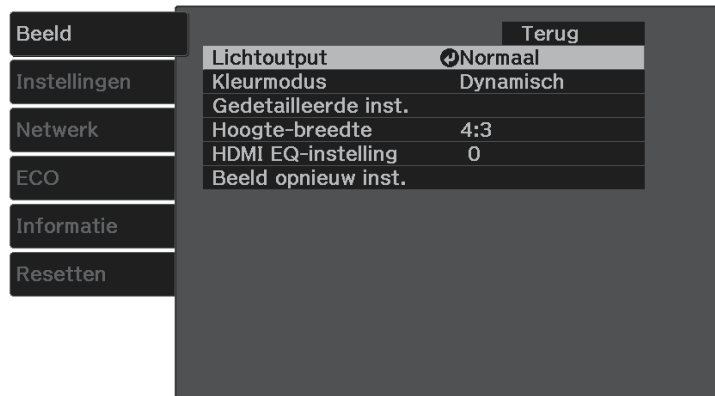 Beeld
Instellingen
Netwerk
ECO
Informatie
Resetten
Terug
Lichtoutput Normaal
Kleurmodus Dynamisch
Gedetailleerde inst.
Hoogte-breedte 4:3
HDMI EQ-instelling 0
Beeld opnieuw inst.